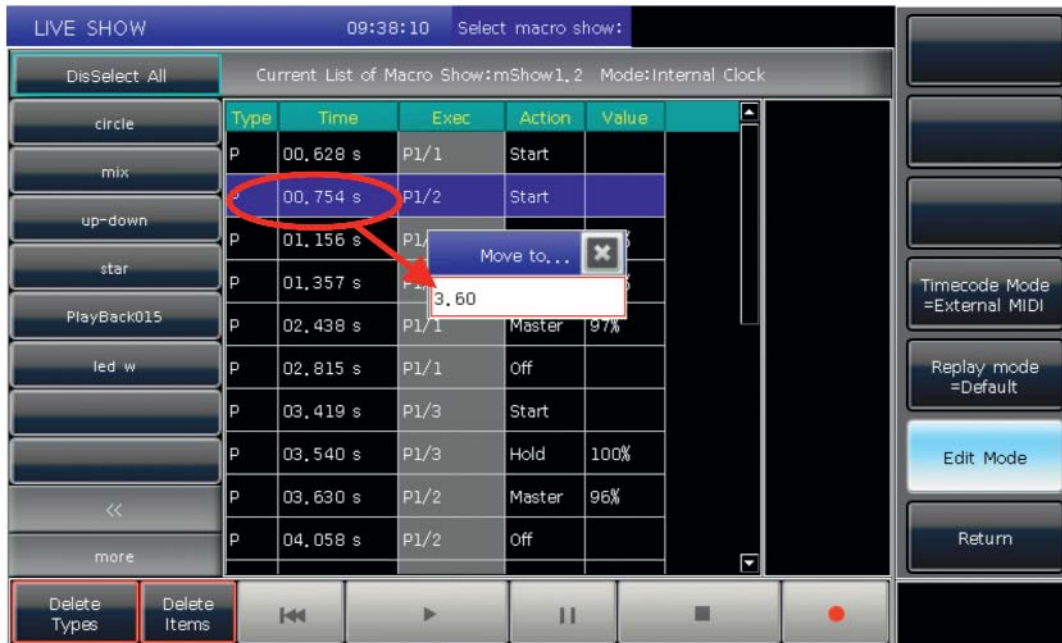 LIVE SHOW 09:38:10 Select macro show:
DisSelect All
Current List of Macro Show:mShow1.2 Mode:Internal Clock
circle
mix
up-down
star
PlayBack015
led w
<<
more
Type Time Exec Action Value
P 00.628 s P1/1 Start
00.754 s P1/2 Start
P 01.156 s
P 01.357 s
P 02.438 s P1/1 Master 97%
P 02.815 s P1/1 Off
P 03.419 s P1/3 Start
P 03.540 s P1/3 Hold 100%
P 03.630 s P1/2 Master 96%
P 04.058 s P1/2 Off
Move to...
3.60
Timecode Mode
=External MIDI
Replay mode
=Default
Edit Mode
Return
Delete
Types
Delete
Items